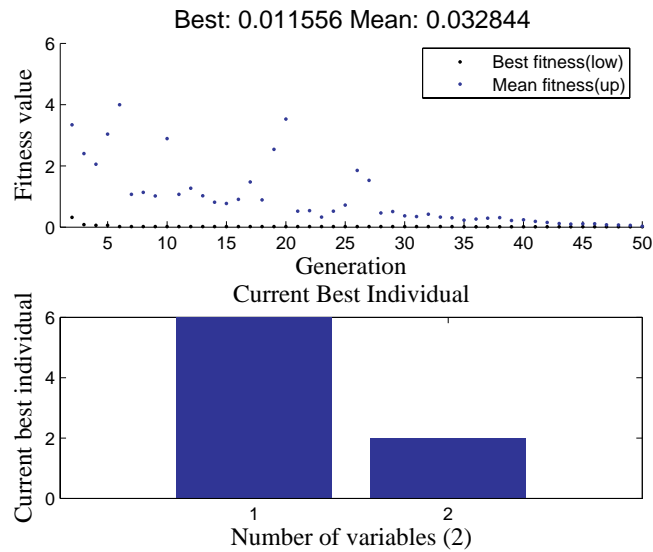 Best: 0.011556 Mean: 0.032844
6
4
2
0
Fitness value
Best fitness(low)
Mean fitness(up)
5 10 15 20 25 30 35 40 45 50
Generation
Current Best Individual
6
4
2
0
Current best individual
1 2
Number of variables (2)